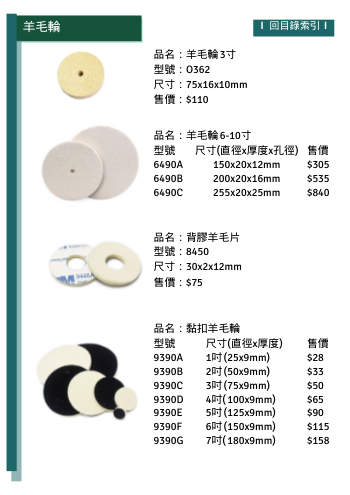 羊毛輪
回目錄索引
品名：羊毛輪3寸
型號：O362
尺寸：75x16x10mm
售價：$110
品名：羊毛輪6-10寸
型號 尺寸(直徑x厚度x孔徑) 售價
6490A 150x20x12mm $305
6490B 200x20x16mm $535
6490C 255x20x25mm $840
品名：背膠羊毛片
型號：8450
尺寸：30x2x12mm
售價：$75
品名：黏扣羊毛輪
型號 尺寸(直徑x厚度) 售價
9390A 1吋(25x9mm) $28
9390B 2吋(50x9mm) $33
9390C 3吋(75x9mm) $50
9390D 4吋(100x9mm) $65
9390E 5吋(125x9mm) $90
9390F 6吋(150x9mm) $115
9390G 7吋(180x9mm) $158